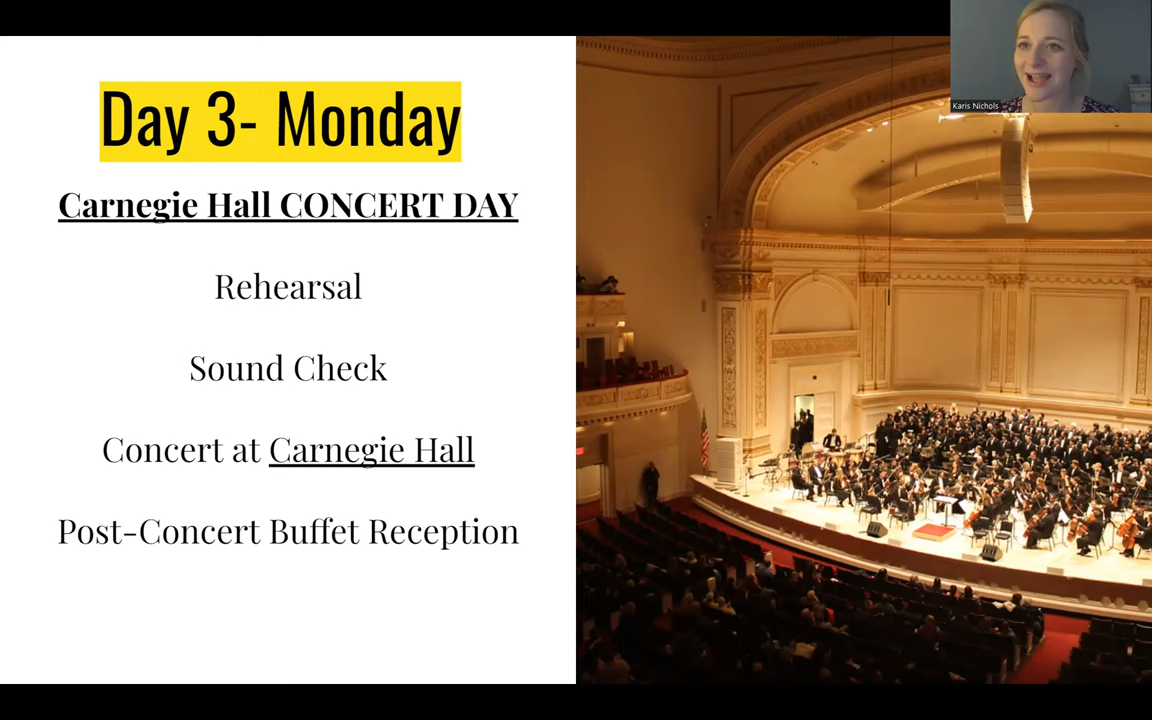 Day 3- Monday
Carnegie Hall CONCERT DAY
Rehearsal
Sound Check
Concert at Carnegie Hall
Post-Concert Buffet Reception
Karis Nichols